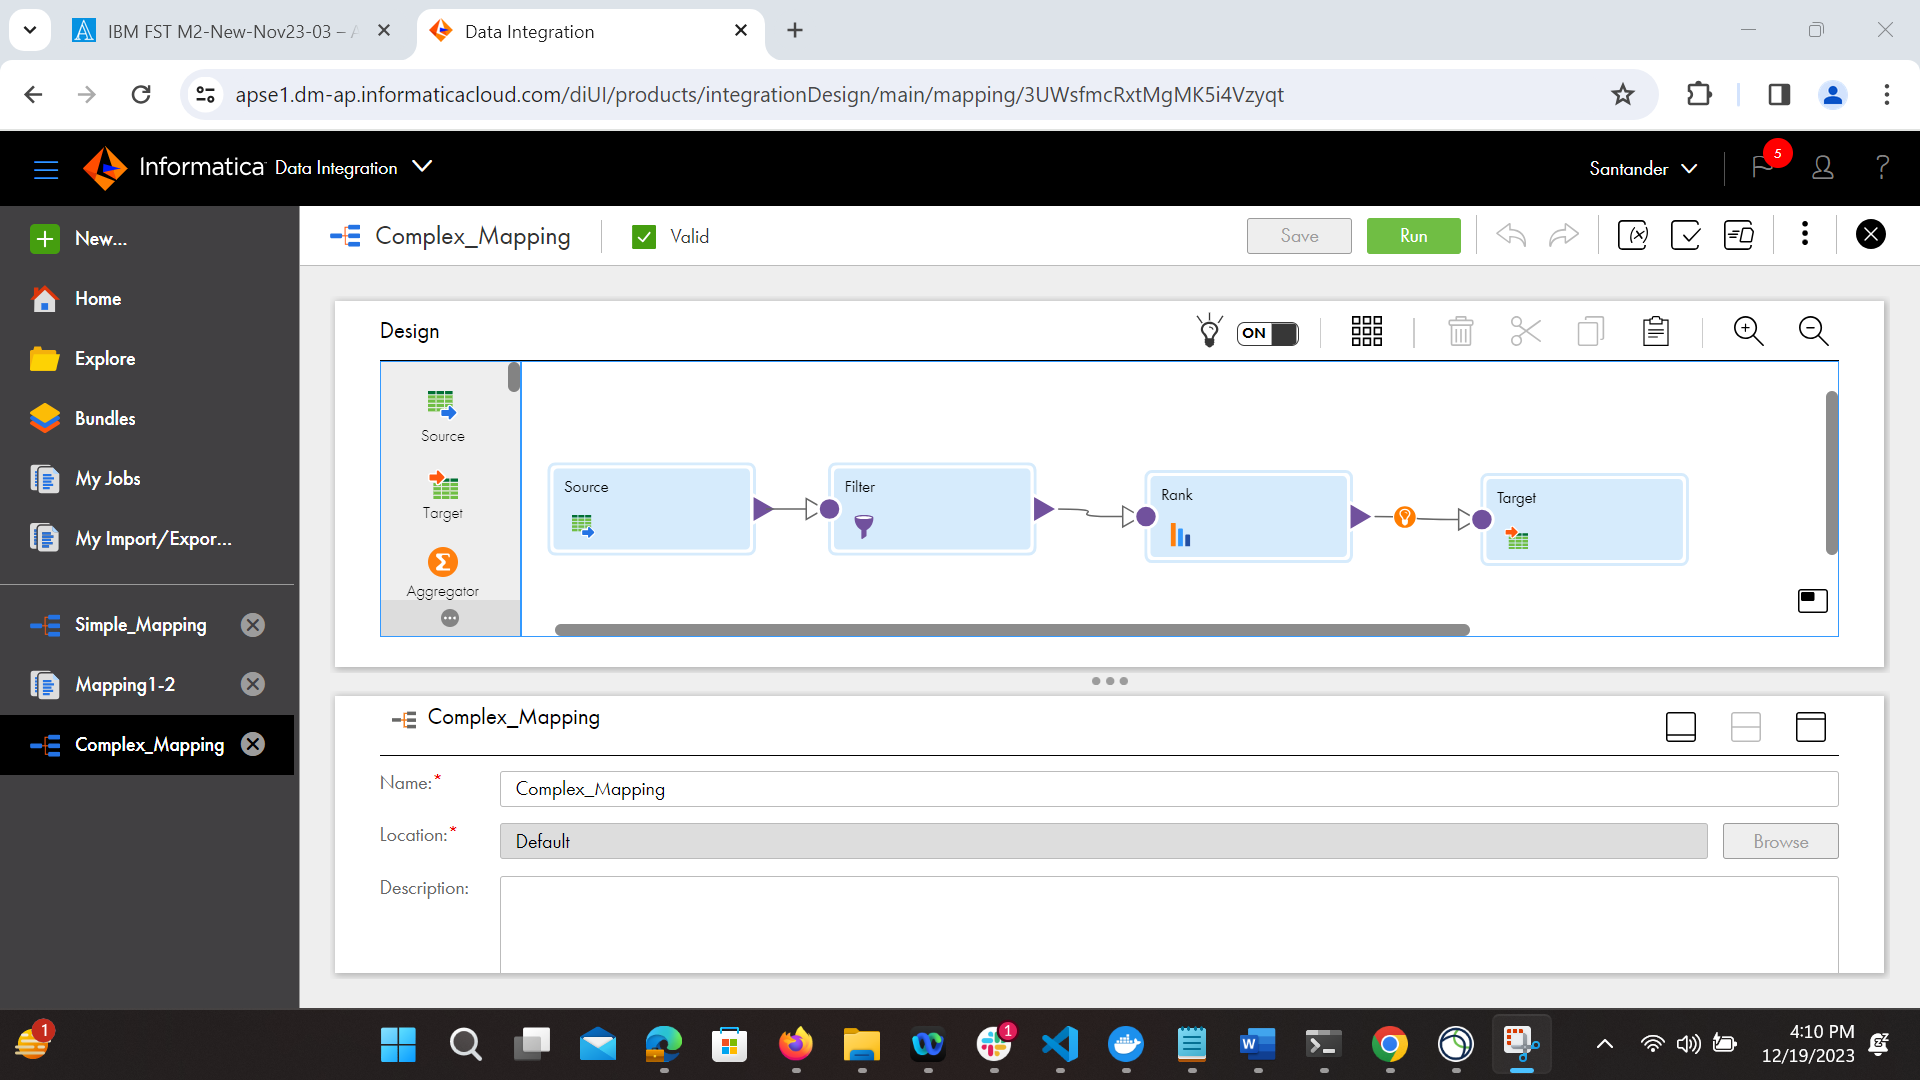 IBM FST M2-New-Nov23-03 – A
Data Integration
apse1.dm-ap.informaticacloud.com/diUI/products/integrationDesign/main/mapping/3UWsfmcRxtMgMK5i4Vzyqt
Informatica Data Integration
Santander
5
?
New...
Home
Explore
Bundles
My Jobs
My Import/Expor...
Simple_Mapping
Mapping1-2
Complex_Mapping
Complex_Mapping
Valid
Save
Run
(x)
Design
ON
Source
Target
Aggregator
Source
Filter
Rank
Target
Complex_Mapping
Name:*
Complex_Mapping
Location:*
Default
Browse
Description:
1
1
4:10 PM
12/19/2023